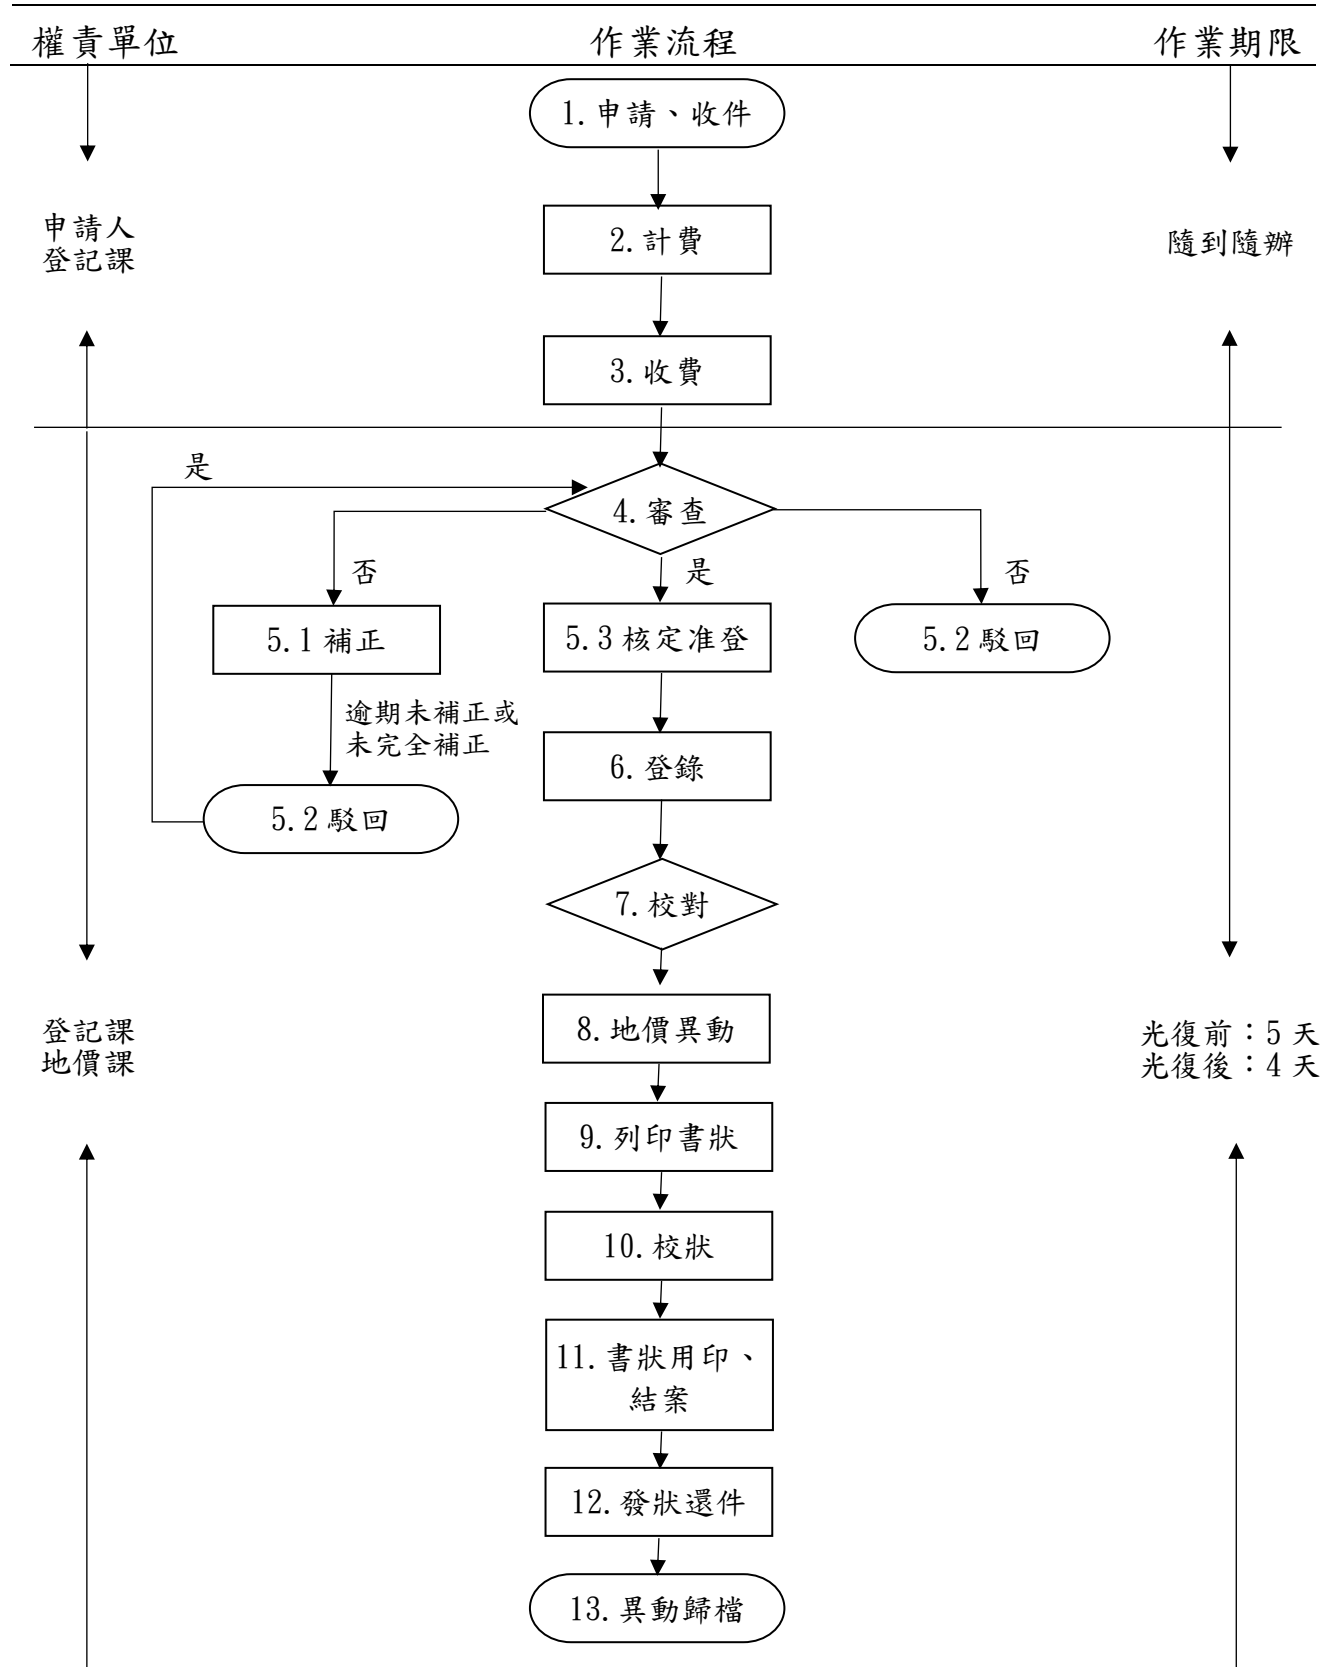 權責單位
作業流程
作業期限
1.申請、收件
申請人
登記課
2.計費
隨到隨辦
3.收費
是
4.審查
否
是
否
5.1補正
5.3核定准登
5.2駁回
逾期未補正或
未完全補正
6.登錄
5.2駁回
7.校對
登記課
地價課
8.地價異動
光復前：5天
光復後：4天
9.列印書狀
10.校狀
11.書狀用印、
結案
12.發狀還件
13.異動歸檔